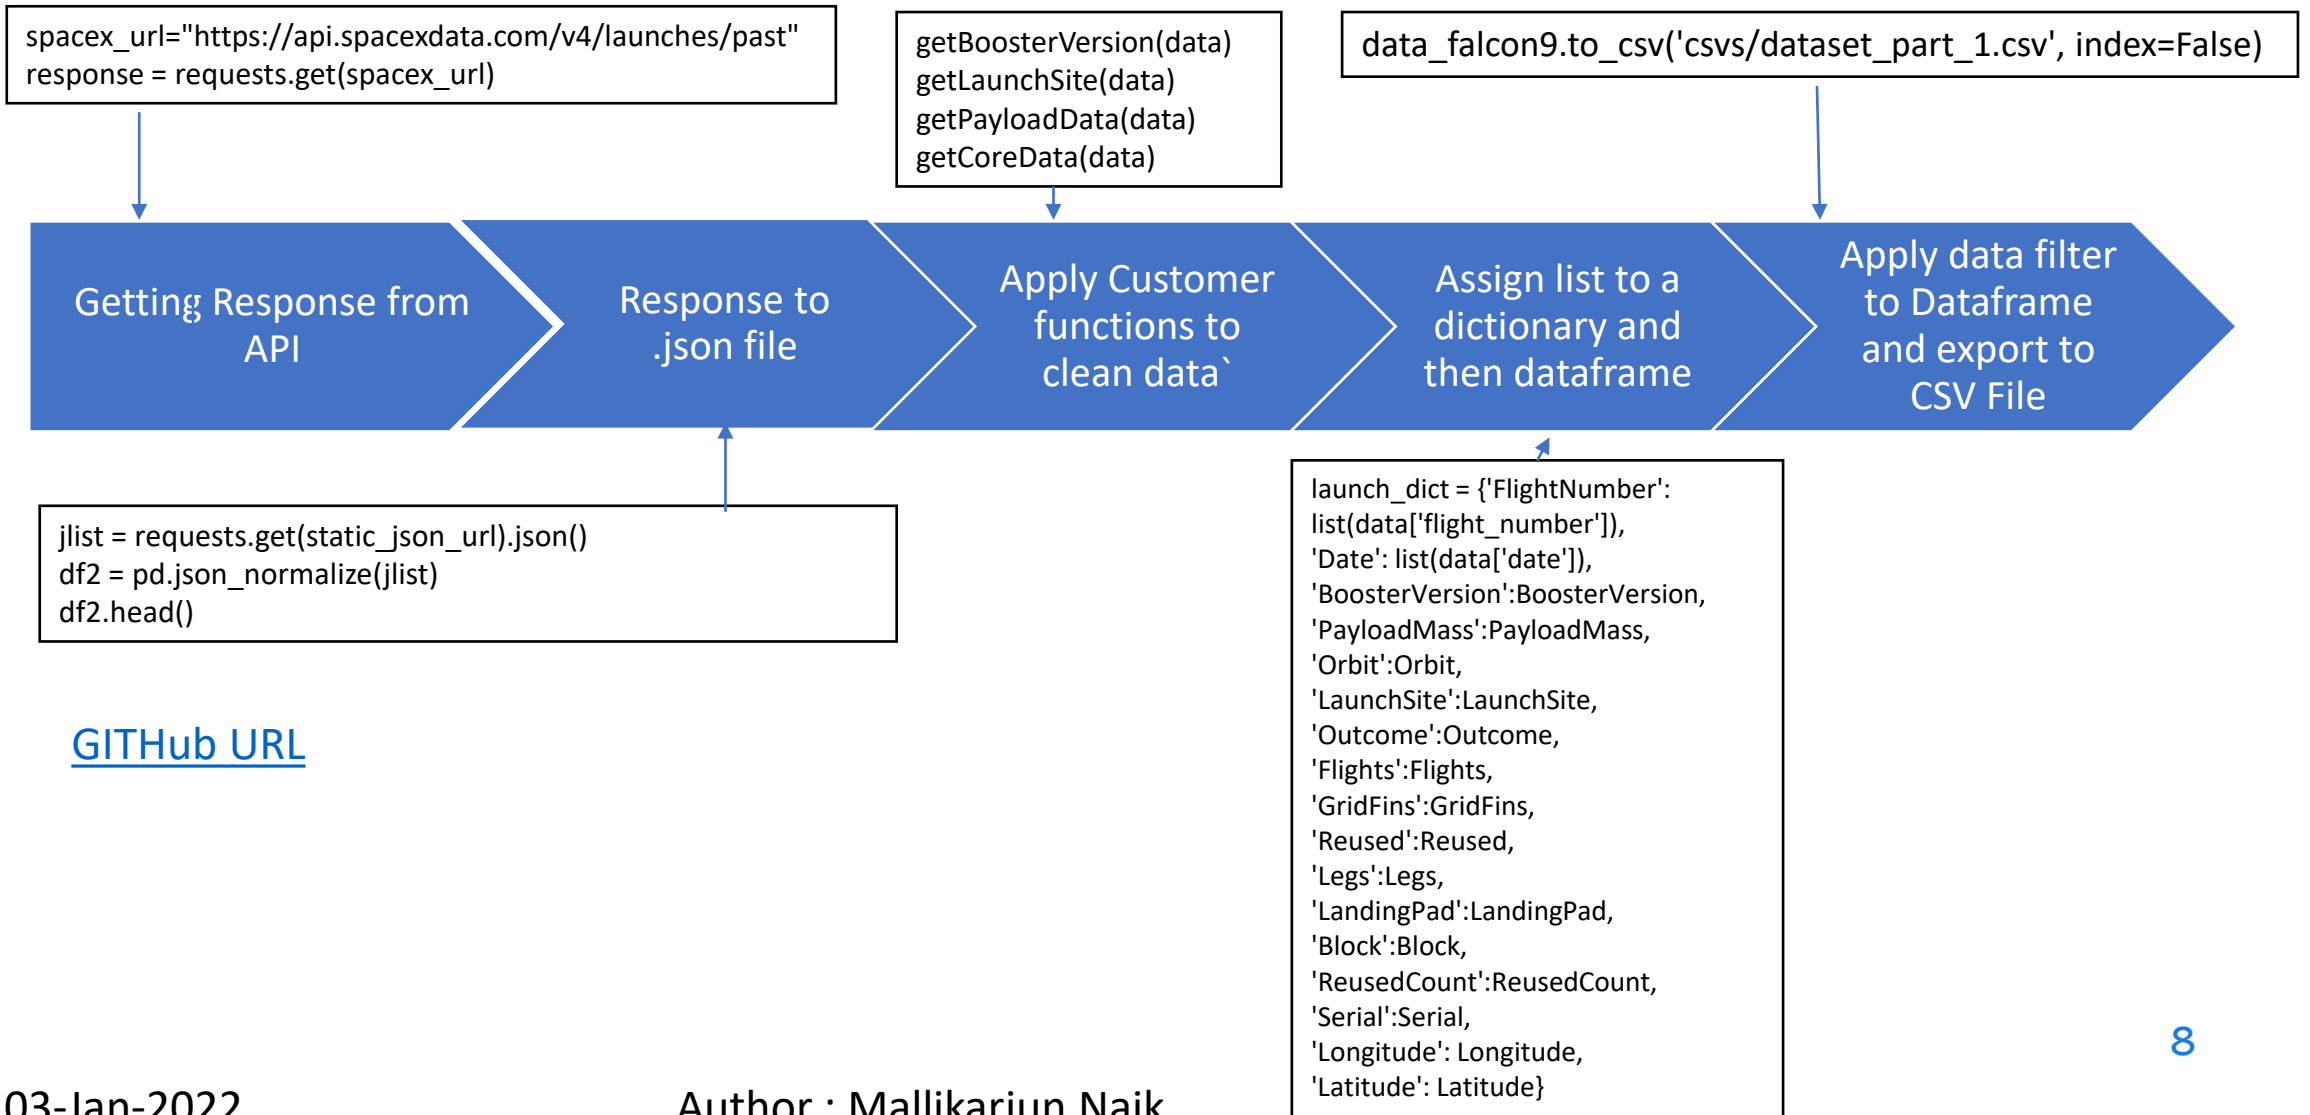 spacex_url="https://api.spacexdata.com/v4/launches/past"
response = requests.get(spacex_url)
getBoosterVersion(data)
getLaunchSite(data)
getPayloadData(data)
getCoreData(data)
data_falcon9.to_csv('csvs/dataset_part_1.csv', index=False)
Getting Response from
API
Response to
.json file
Apply Customer
functions to
clean data`
Assign list to a
dictionary and
then dataframe
Apply data filter
to Dataframe
and export to
CSV File
jlist = requests.get(static_json_url).json()
df2 = pd.json_normalize(jlist)
df2.head()
launch_dict = {'FlightNumber':
list(data['flight_number']),
'Date': list(data['date']),
'BoosterVersion':BoosterVersion,
'PayloadMass':PayloadMass,
'Orbit':Orbit,
'LaunchSite':LaunchSite,
'Outcome':Outcome,
'Flights':Flights,
'GridFins':GridFins,
'Reused':Reused,
'Legs':Legs,
'LandingPad':LandingPad,
'Block':Block,
'ReusedCount':ReusedCount,
'Serial':Serial,
'Longitude': Longitude,
'Latitude': Latitude}
GITHub URL
8
03-Jan-2022
Author : Mallikarjun Naik